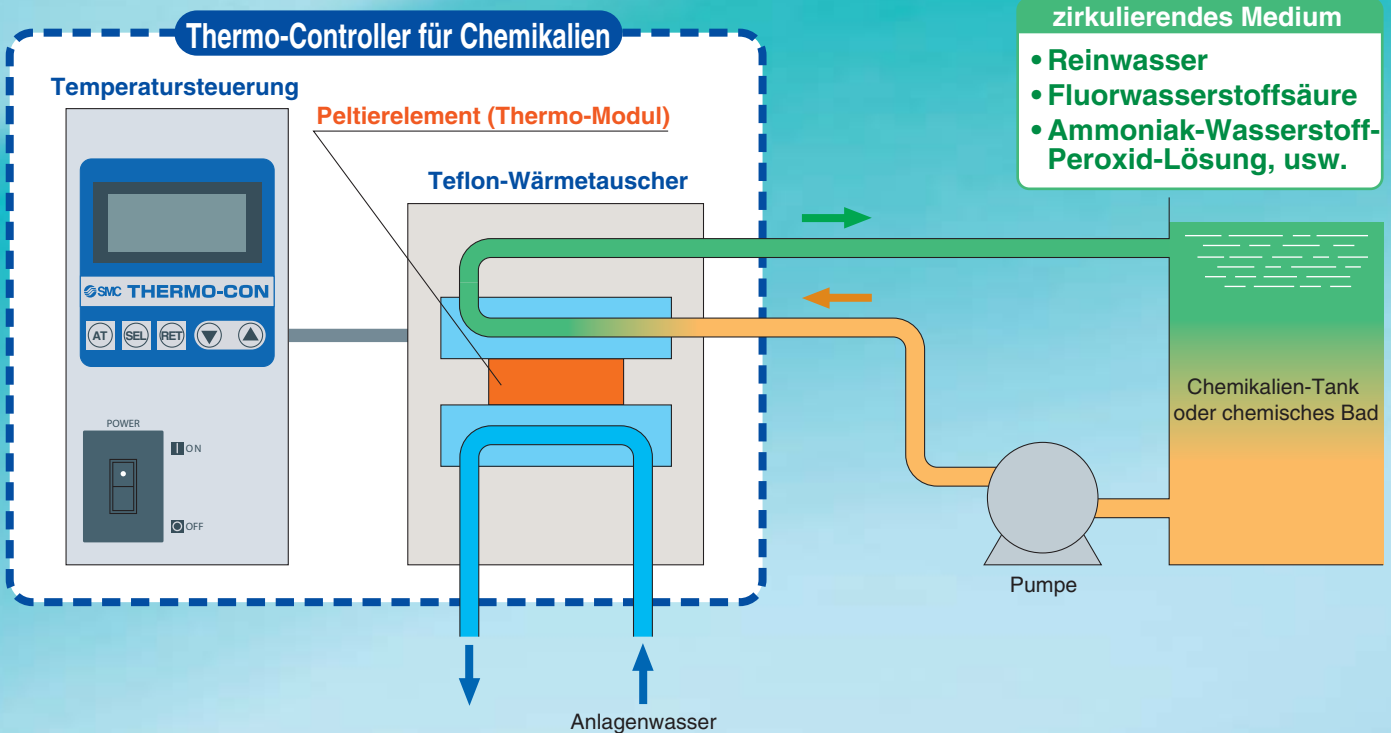 Thermo-Controller für Chemikalien
Temperatursteuerung
Peltierelement (Thermo-Modul)
Teflon-Wärmetauscher
SMC THERMO-CON
AT SEL RET
POWER
ON
OFF
Anlagenwasser
Pumpe
Chemikalien-Tank
oder chemisches Bad
zirkulierendes Medium
• Reinwasser
• Fluorwasserstoffsäure
• Ammoniak-Wasserstoff-
Peroxid-Lösung, usw.